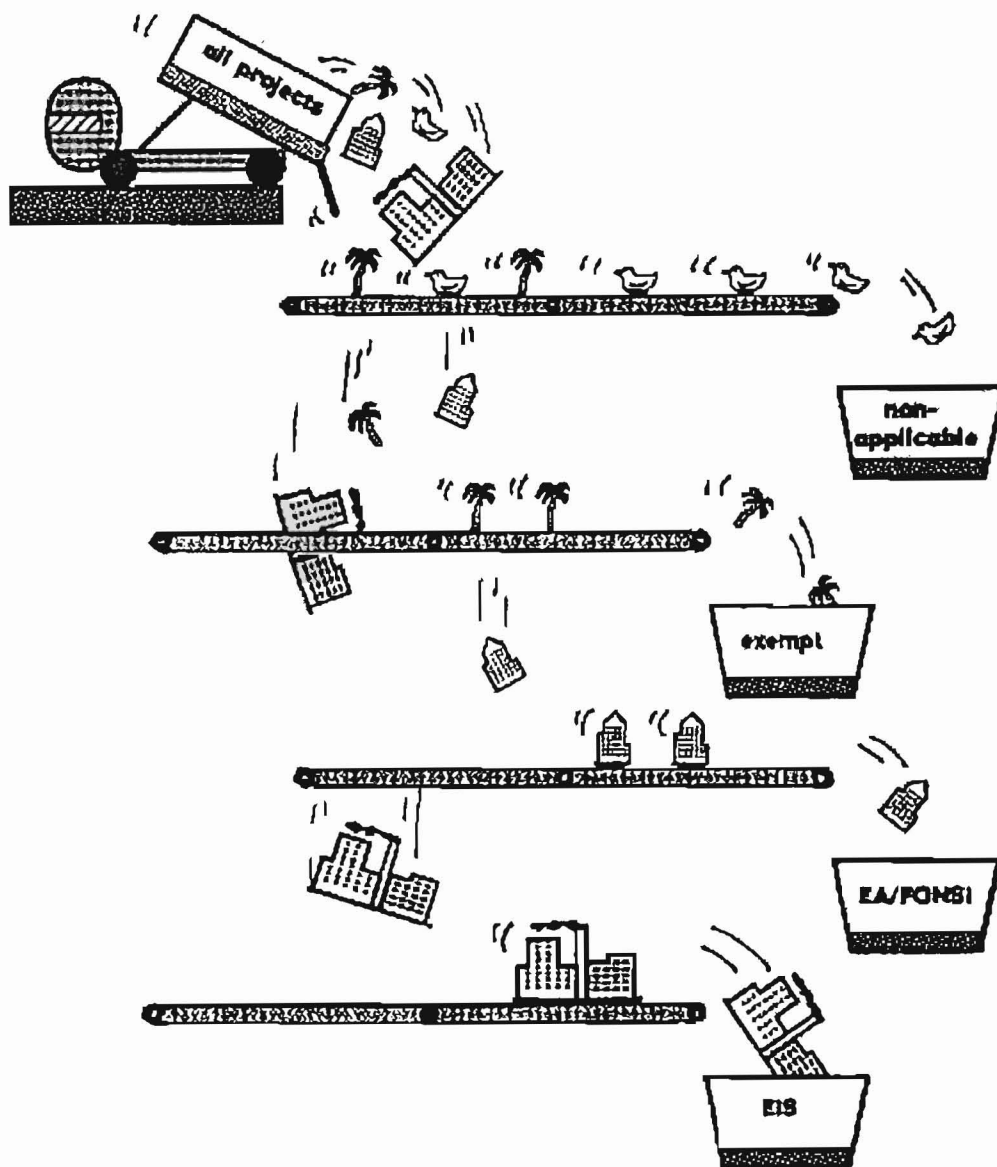 all projects
non-
applicable
exempt
EA/FONSI
EIS